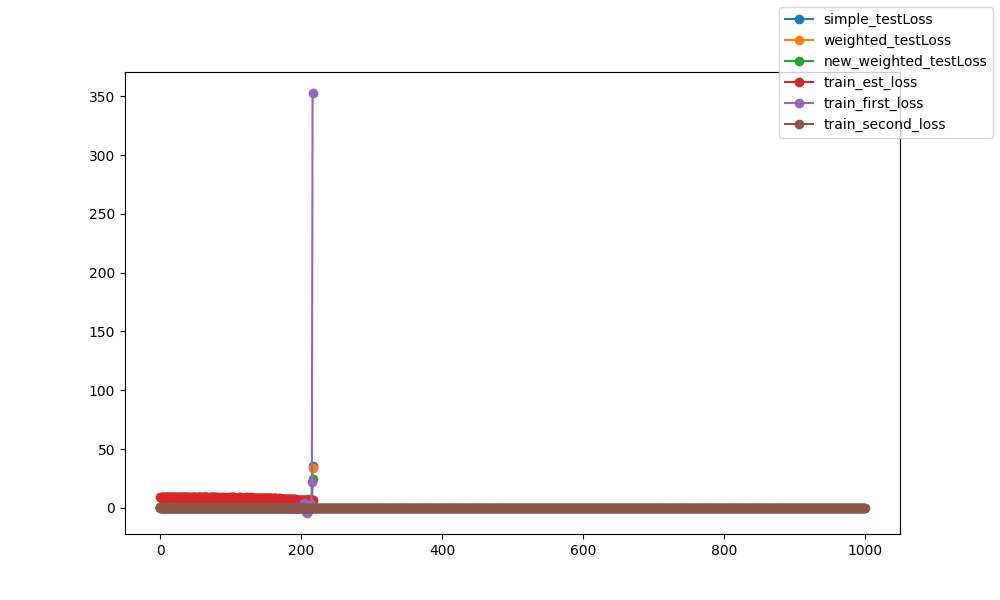 simple_testLoss
weighted_testLoss
new_weighted_testLoss
train_est_loss
train_first_loss
train_second_loss
350
300
250
200
150
100
50
0
0 200 400 600 800 1000